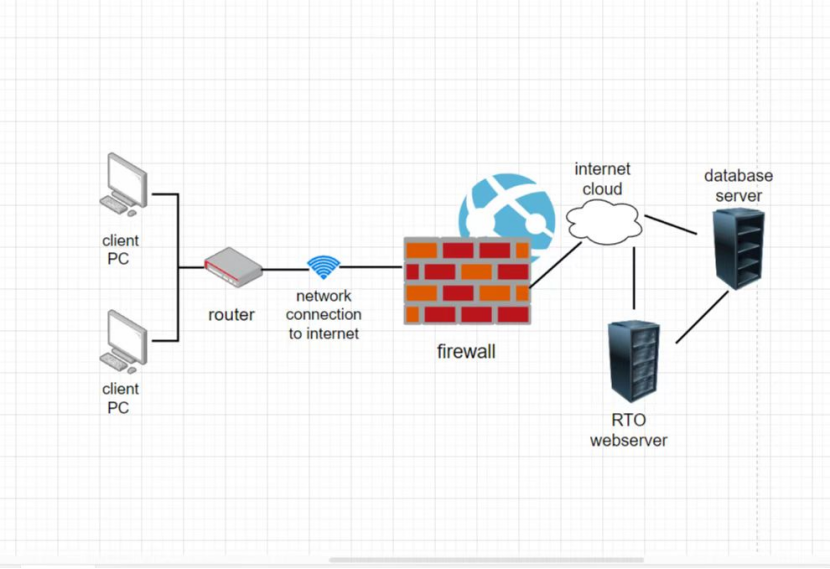 client
PC
client
PC
router
network
connection
to internet
firewall
internet
cloud
database
server
RTO
webserver